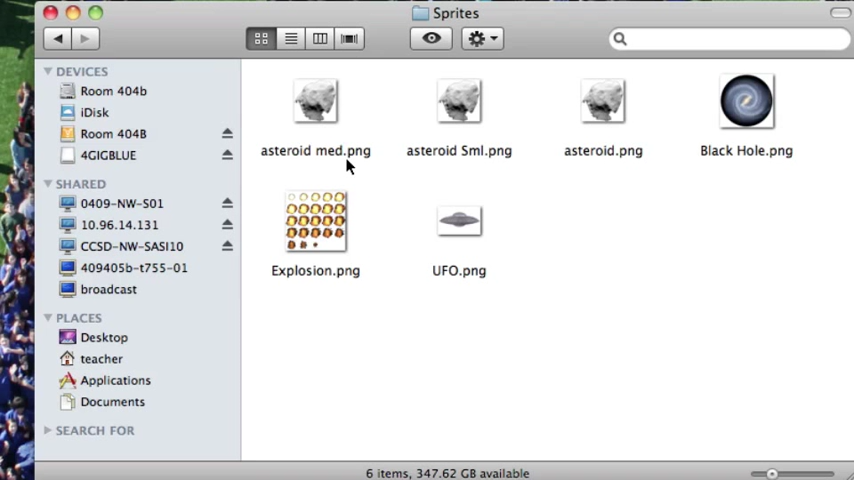 Sprites
DEVICES
Room 404b
iDisk
Room 404B
4GIGBLUE
SHARED
0409-NW-S01
10.96.14.131
CCSD-NW-SASI10
409405b-t755-01
broadcast
PLACES
Desktop
teacher
Applications
Documents
SEARCH FOR
asteroid med.png
asteroid Sml.png
asteroid.png
Black Hole.png
Explosion.png
UFO.png
6 items, 347.62 GB available